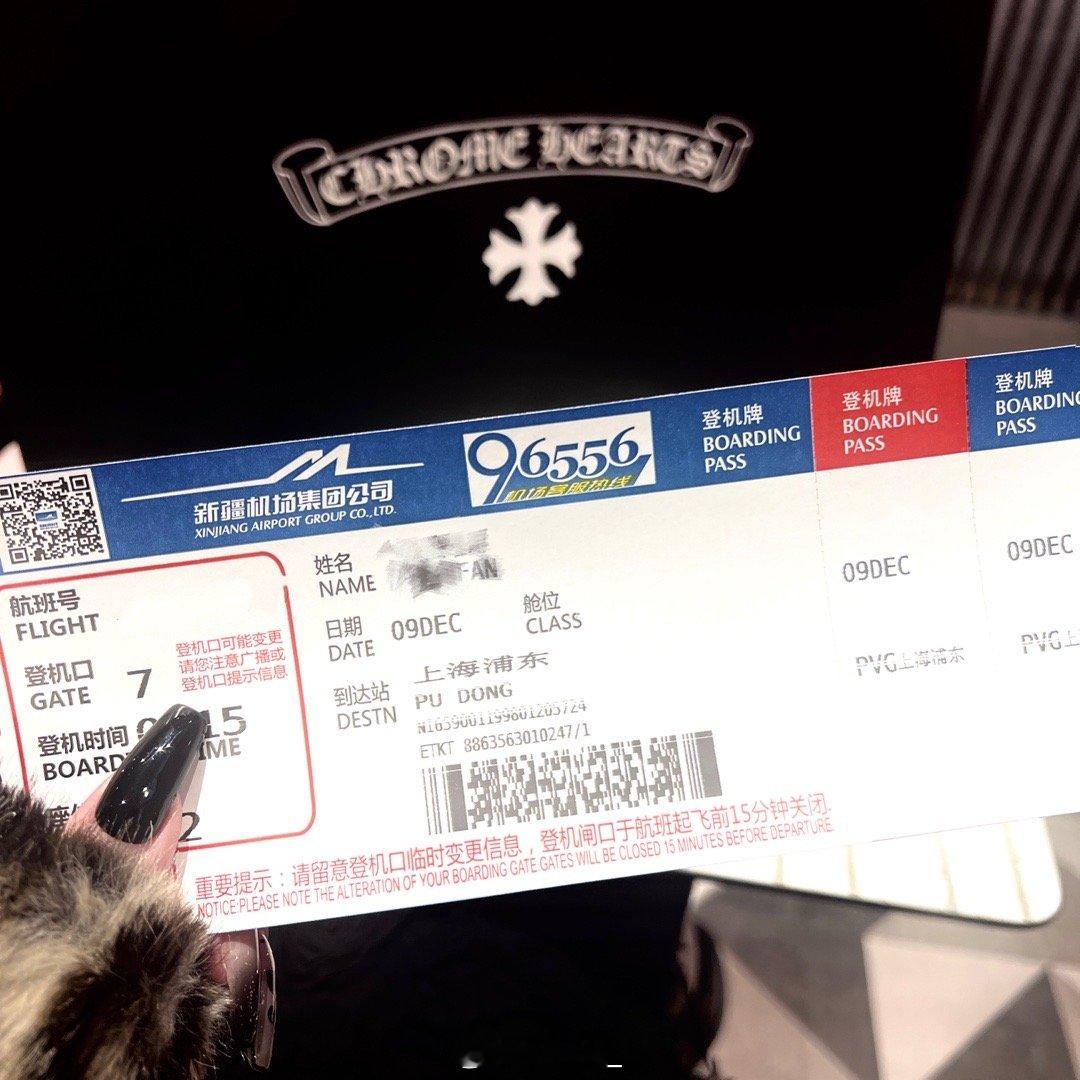 CHROME HEARTS
新疆机场集团公司
XINJIANG AIRPORT GROUP CO.,LTD.
96556
机场客服热线
登机牌
BOARDING
PASS
登机牌
BOARDING
PASS
登机牌
BOARDING
PASS
航班号
FLIGHT
登机口
GATE 7
登机口可能变更
请您注意广播或
登机口提示信息
登机时间
BOARD
姓名
NAME
日期
DATE 09DEC
舱位
CLASS
到达站
DESTN
上海浦东
PU DONG
ETKT 8863563010247/1
09DEC
PVG上海浦东
09DEC
PVG上
重要提示：请留意登机口临时变更信息，登机闸口于航班起飞前15分钟关闭.
NOTICE:PLEASE NOTE THE ALTERATION OF YOUR BOARDING GATE.GATES WILL BE CLOSED 15 MINUTES BEFORE DEPARTURE.